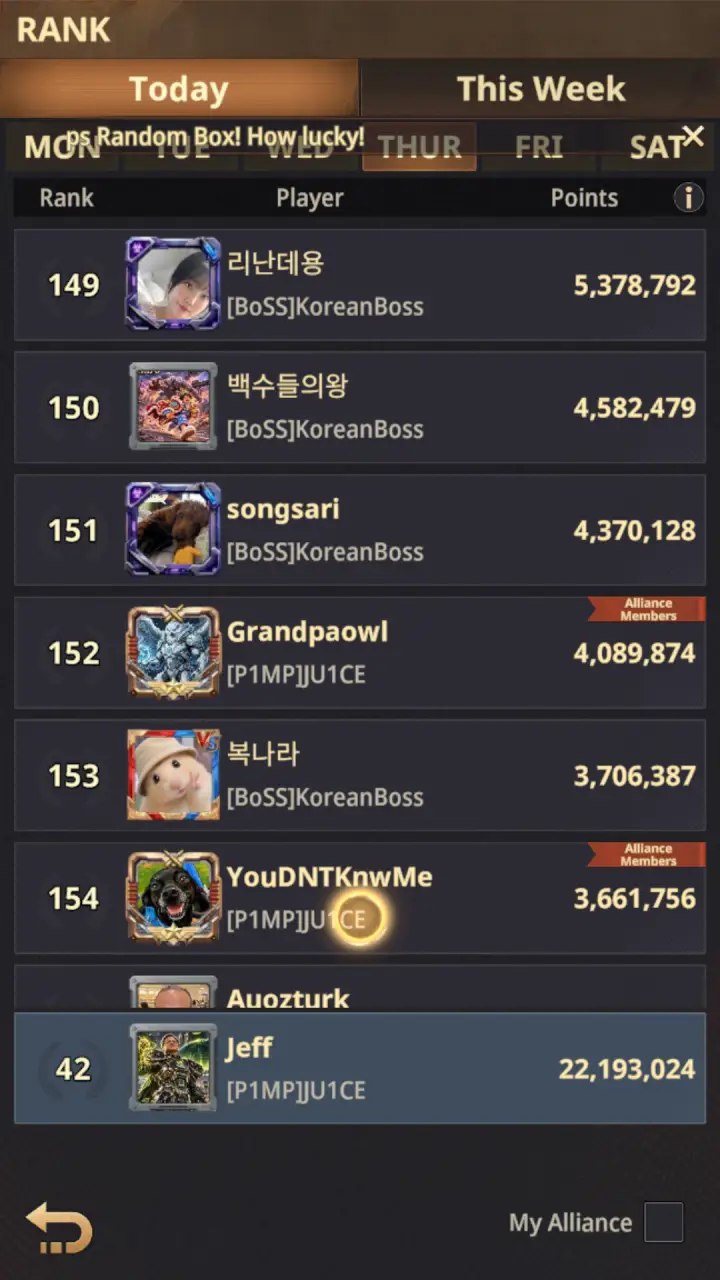 RANK
Today
This Week
ps Random Box! How lucky!
MON
TUE
WED
THUR
FRI
SAT
Rank
Player
Points
149
리난데용
[BoSS]KoreanBoss
5,378,792
150
백수들의왕
[BoSS]KoreanBoss
4,582,479
151
songsari
[BoSS]KoreanBoss
4,370,128
152
Grandpaowl
[P1MP]JU1CE
Alliance
Members
4,089,874
153
복나라
[BoSS]KoreanBoss
3,706,387
154
YouDNTKnwMe
[P1MP]JU1CE
Alliance
Members
3,661,756
Auozturk
42
Jeff
[P1MP]JU1CE
22,193,024
My Alliance